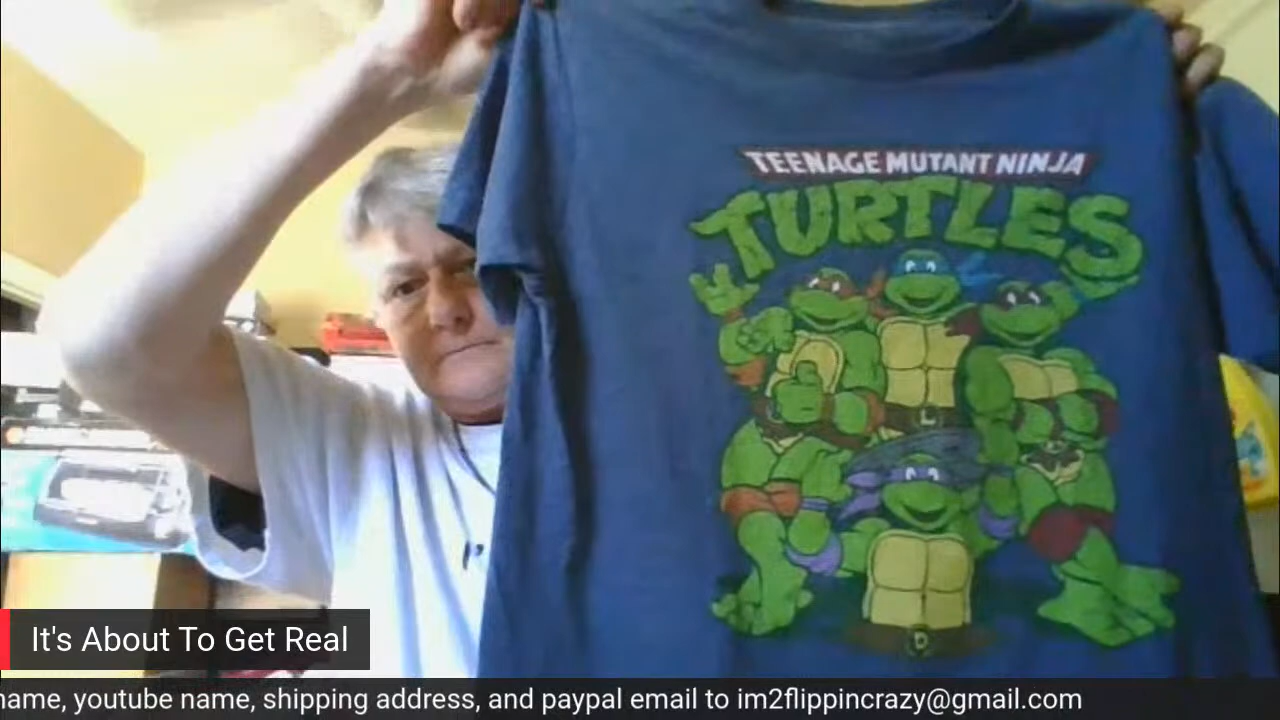 TEENAGE MUTANT NINJA
TURTLES
L
D
It's About To Get Real
name, youtube name, shipping address, and paypal email to im2flippincrazy@gmail.com